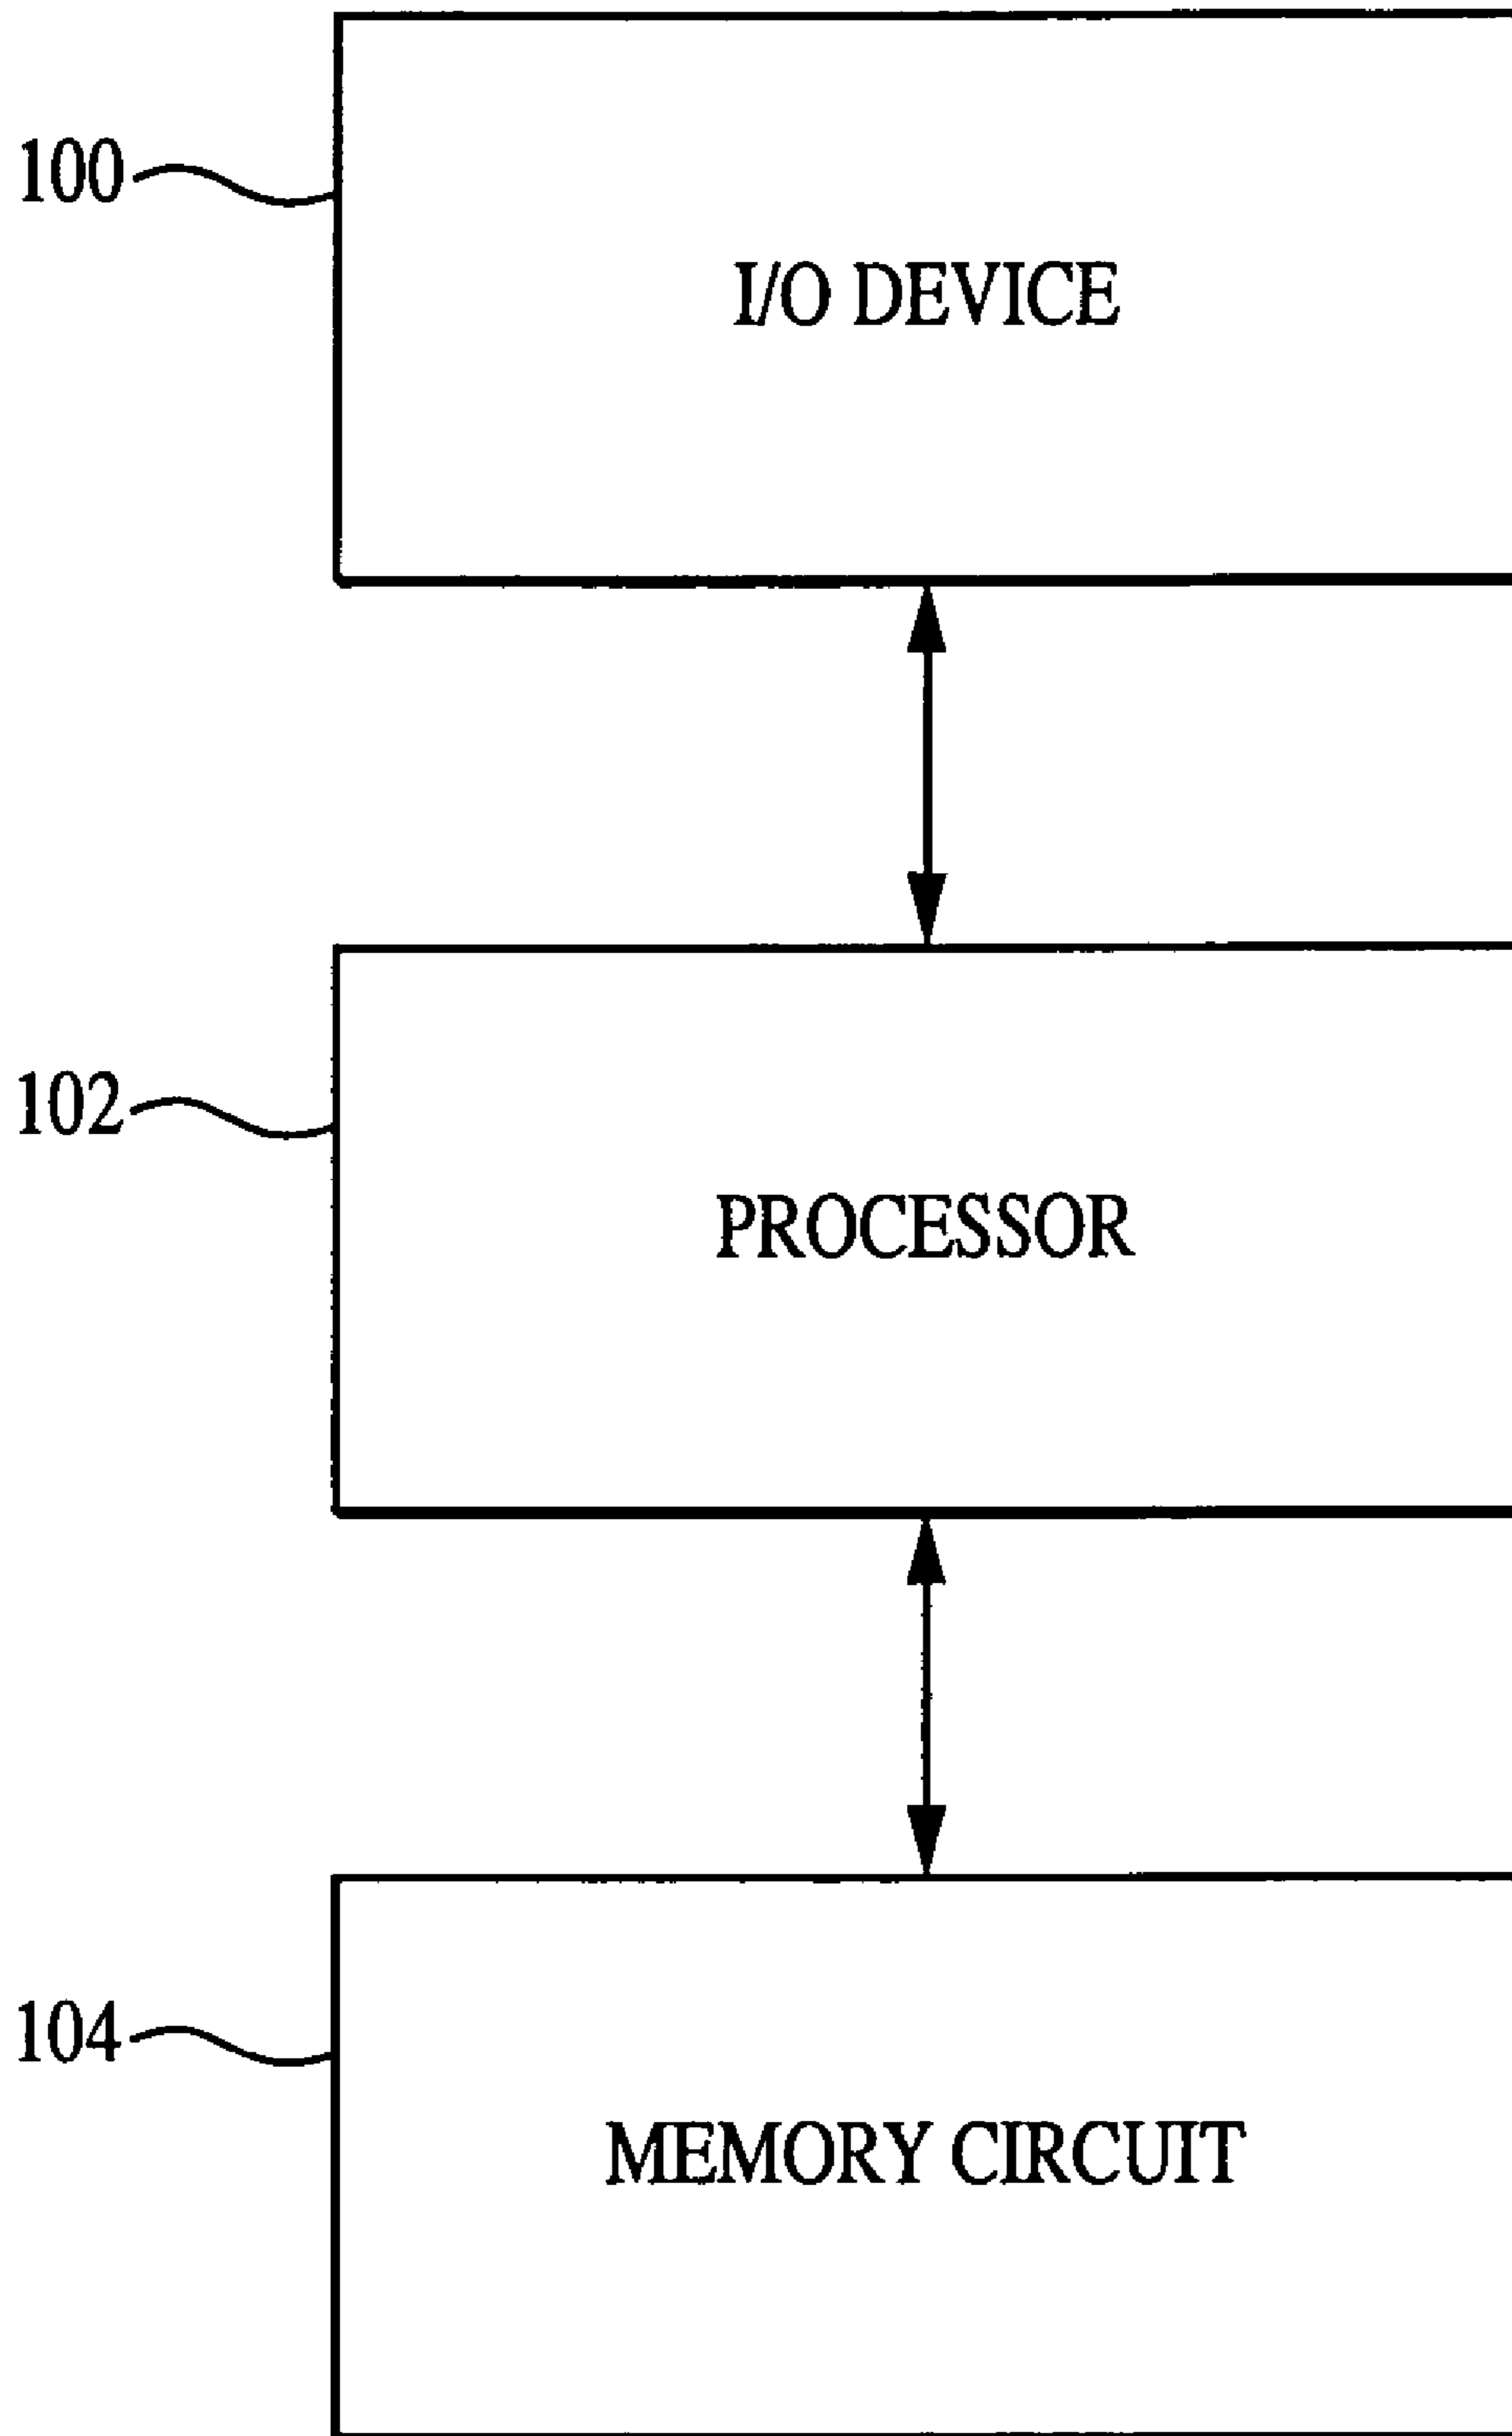 100
I/O DEVICE
102
PROCESSOR
104
MEMORY CIRCUIT